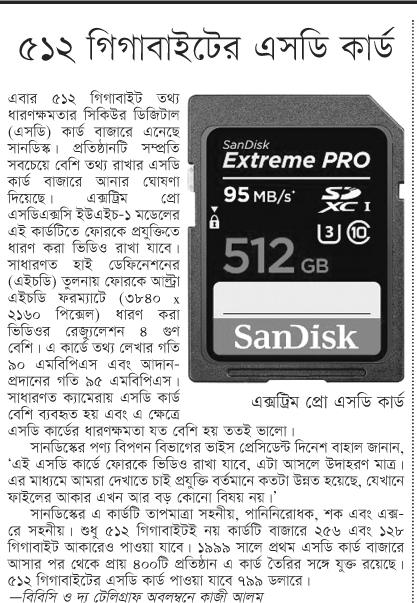 ৫১২ গিগাবাইটের এসডি কার্ড
এবার ৫১২ গিগাবাইট তথ্য
ধারণক্ষমতার সিকিউর ডিজিটাল
(এসডি) কার্ড বাজারে এনেছে
সানডিস্ক। প্রতিষ্ঠানটি সম্প্রতি
সবচেয়ে বেশি তথ্য রাখার এসডি
কার্ড বাজারে আনার ঘোষণা
দিয়েছে। এক্সট্রিম প্রো
এসডিএক্সসি ইউএইচ-১ মডেলের
এই কার্ডটিতে ফোরকে প্রযুক্তিতে
ধারণ করা ভিডিও রাখা যাবে।
সাধারণত হাই ডেফিনেশনের
(এইচডি) তুলনায় ফোরকে আল্ট্রা
এইচডি ফরম্যাটে (৩৮৪০ x
২১৬০ পিক্সেল) ধারণ করা
ভিডিওর রেজ্যুলেশন ৪ গুণ
বেশি। এ কার্ডে তথ্য লেখার গতি
৯০ এমবিপিএস এবং আদান-
প্রদানের গতি ৯৫ এমবিপিএস।
সাধারণত ক্যামেরায় এসডি কার্ড
বেশি ব্যবহৃত হয় এবং এ ক্ষেত্রে
এসডি কার্ডের ধারণক্ষমতা যত বেশি হয় ততই ভালো।
সানডিস্কের পণ্য বিপণন বিভাগের ভাইস প্রেসিডেন্ট দিনেশ বাহাল জানান,
‘এই এসডি কার্ডে ফোরকে ভিডিও রাখা যাবে, এটা আসলে উদাহরণ মাত্র।
এর মাধ্যমে আমরা দেখাতে চাই প্রযুক্তি বর্তমানে কতটা উন্নত হয়েছে, যেখানে
ফাইলের আকার এখন আর বড় কোনো বিষয় নয়।’
সানডিস্কের এ কার্ডটি তাপমাত্রা সহনীয়, পানিনিরোধক, শক এবং এক্স-
রে সহনীয়। শুধু ৫১২ গিগাবাইটই নয় কার্ডটি বাজারে ২৫৬ এবং ১২৮
গিগাবাইট আকারেও পাওয়া যাবে। ১৯৯৯ সালে প্রথম এসডি কার্ড বাজারে
আসার পর থেকে প্রায় ৪০০টি প্রতিষ্ঠান এ কার্ড তৈরির সঙ্গে যুক্ত রয়েছে।
৫১২ গিগাবাইটের এসডি কার্ড পাওয়া যাবে ৭৯৯ ডলারে।
—বিবিসি ও দ্য টেলিগ্রাফ অবলম্বনে কাজী আলম
SanDisk
Extreme PRO
95 MB/s*
SD XC I
U3 10
512 GB
SanDisk
এক্সট্রিম প্রো এসডি কার্ড